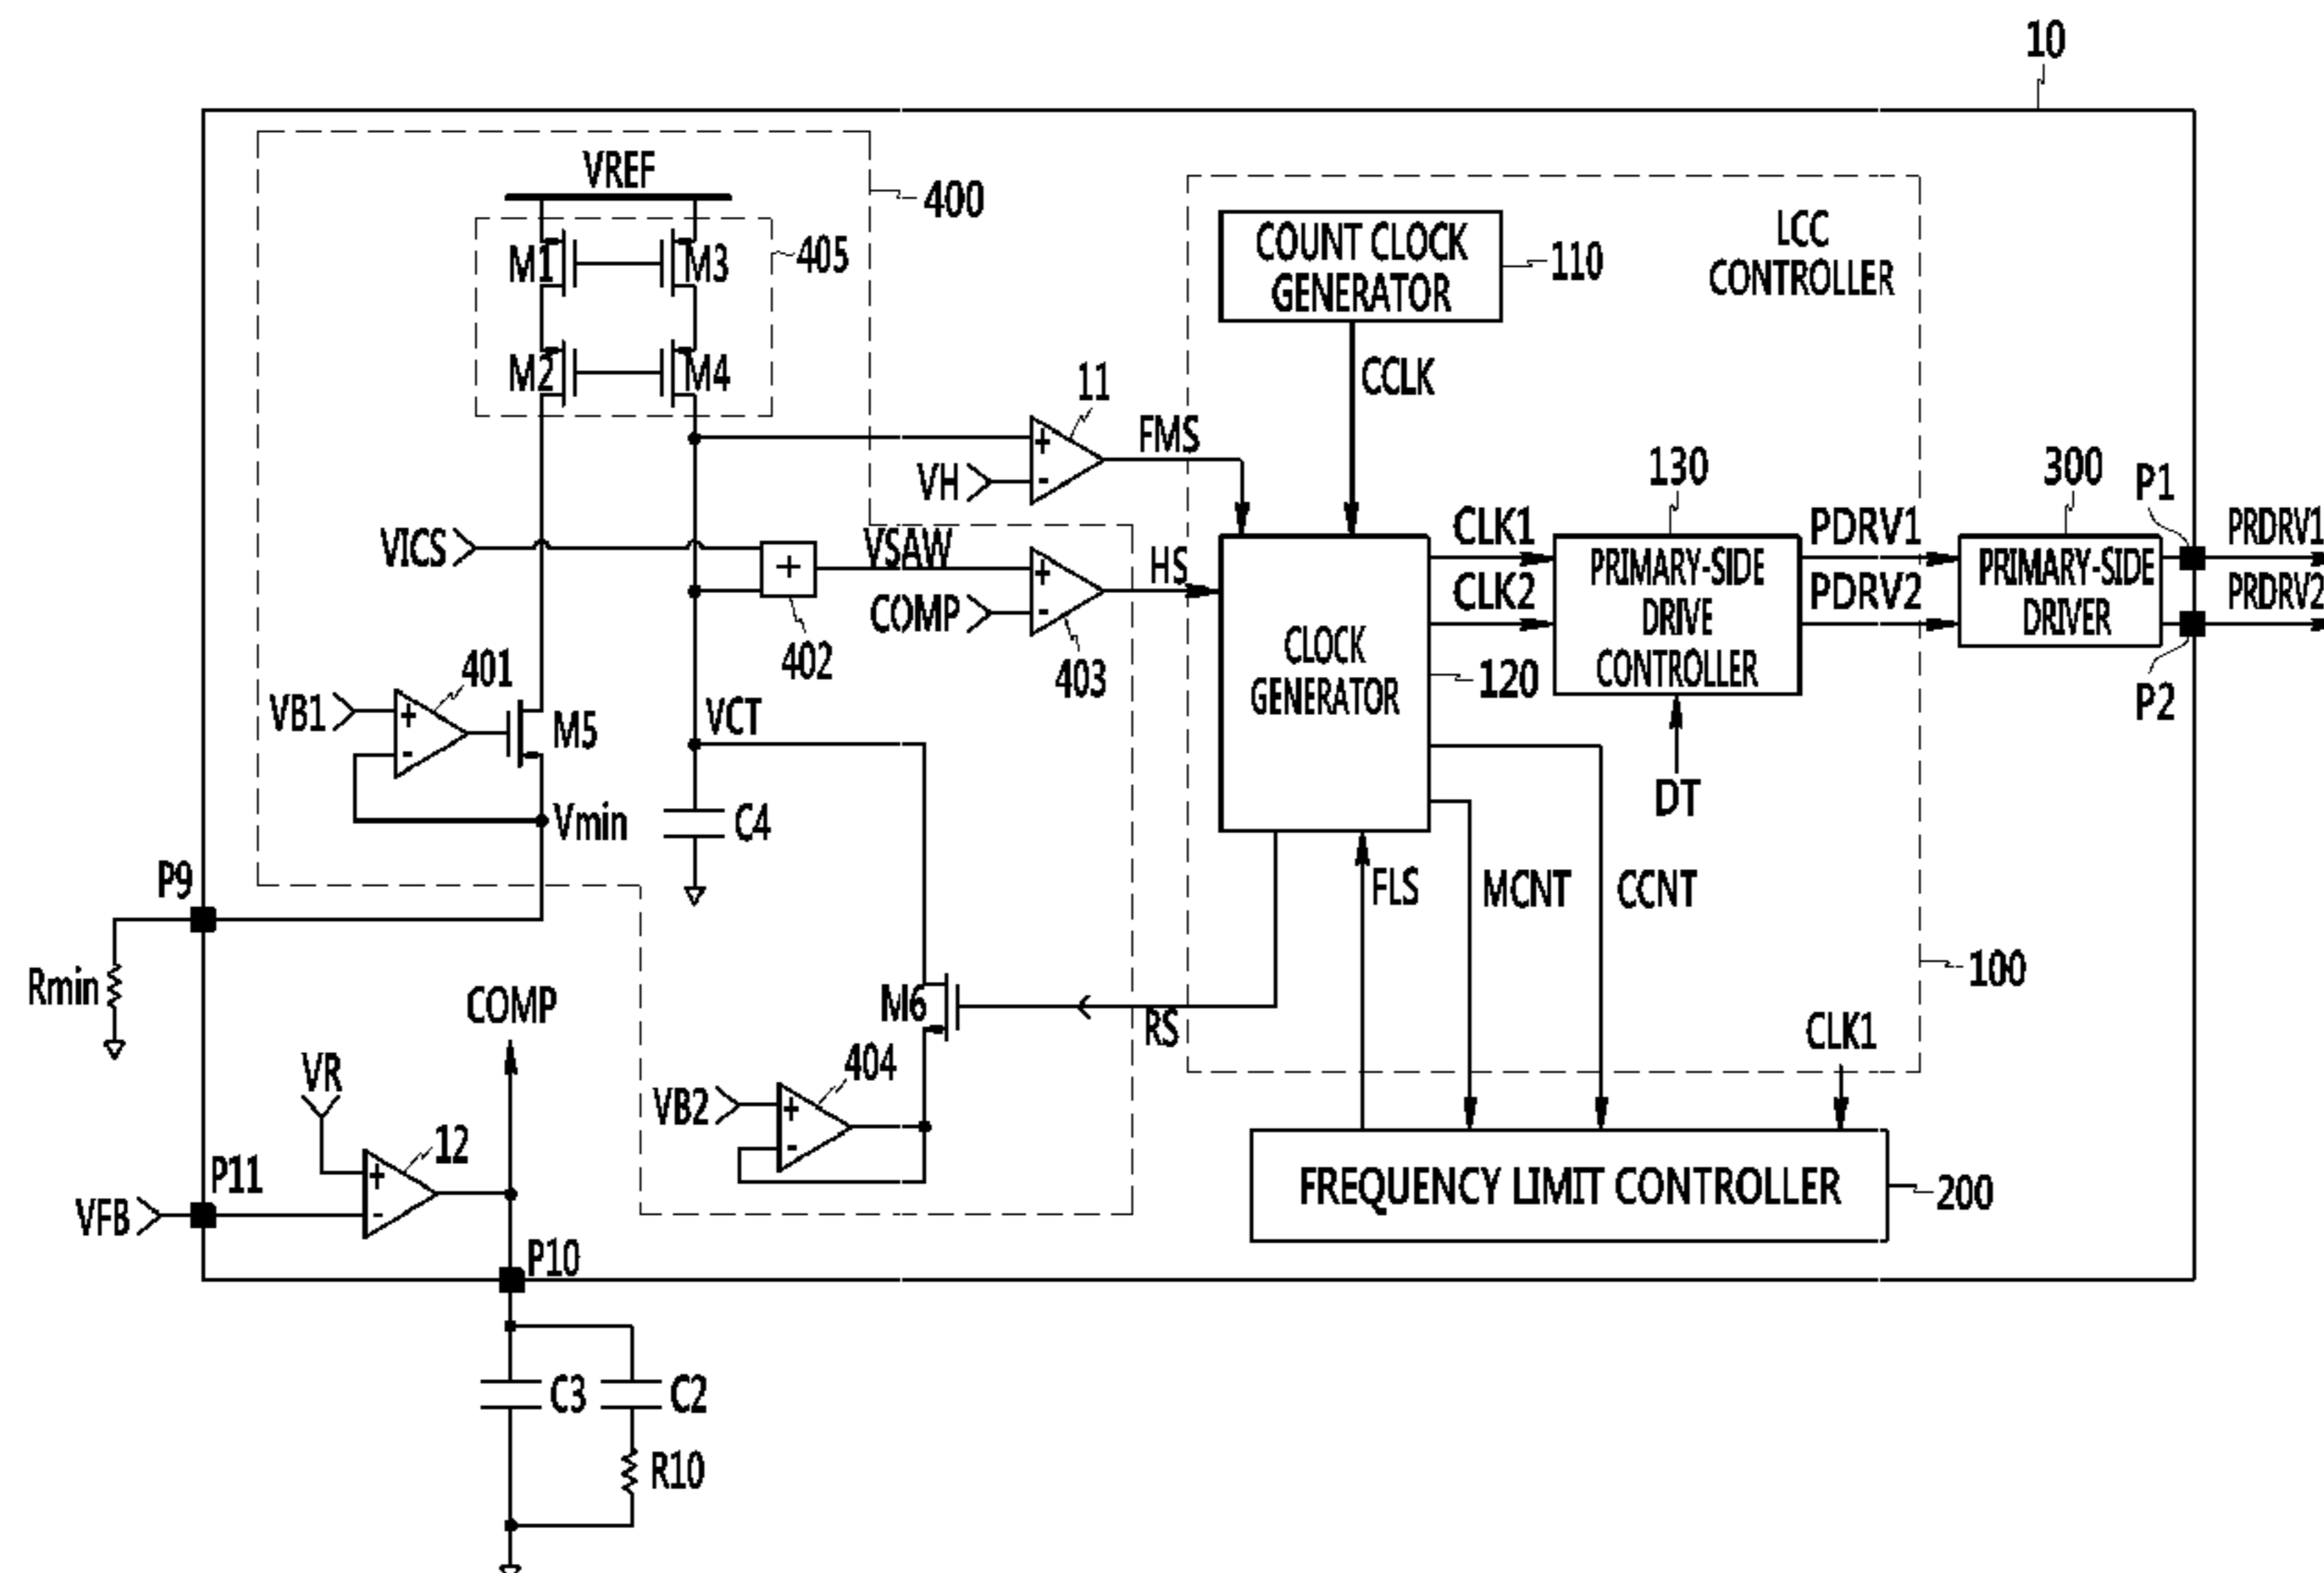 10
VREF
400
M1
M3
405
M2
M4
COUNT CLOCK
GENERATOR
110
LCC
CONTROLLER
CCLK
11
+
-
VH
FMS
VICS
+
402
VSAW
+
-
COMP
403
HS
CLOCK
GENERATOR
120
CLK1
CLK2
130
PRIMARY-SIDE
DRIVE
CONTROLLER
DT
PDRV1
PDRV2
300
PRIMARY-SIDE
DRIVER
P1
P2
PRDRV1
PRDRV2
VB1
+
-
401
M5
Vmin
VCT
C4
P9
Rmin
FLS
MCNT
CCNT
100
CLK1
M6
RS
COMP
VR
12
+
-
P11
VFB
VB2
+
-
404
FREQUENCY LIMIT CONTROLLER
200
P10
C3
C2
R10